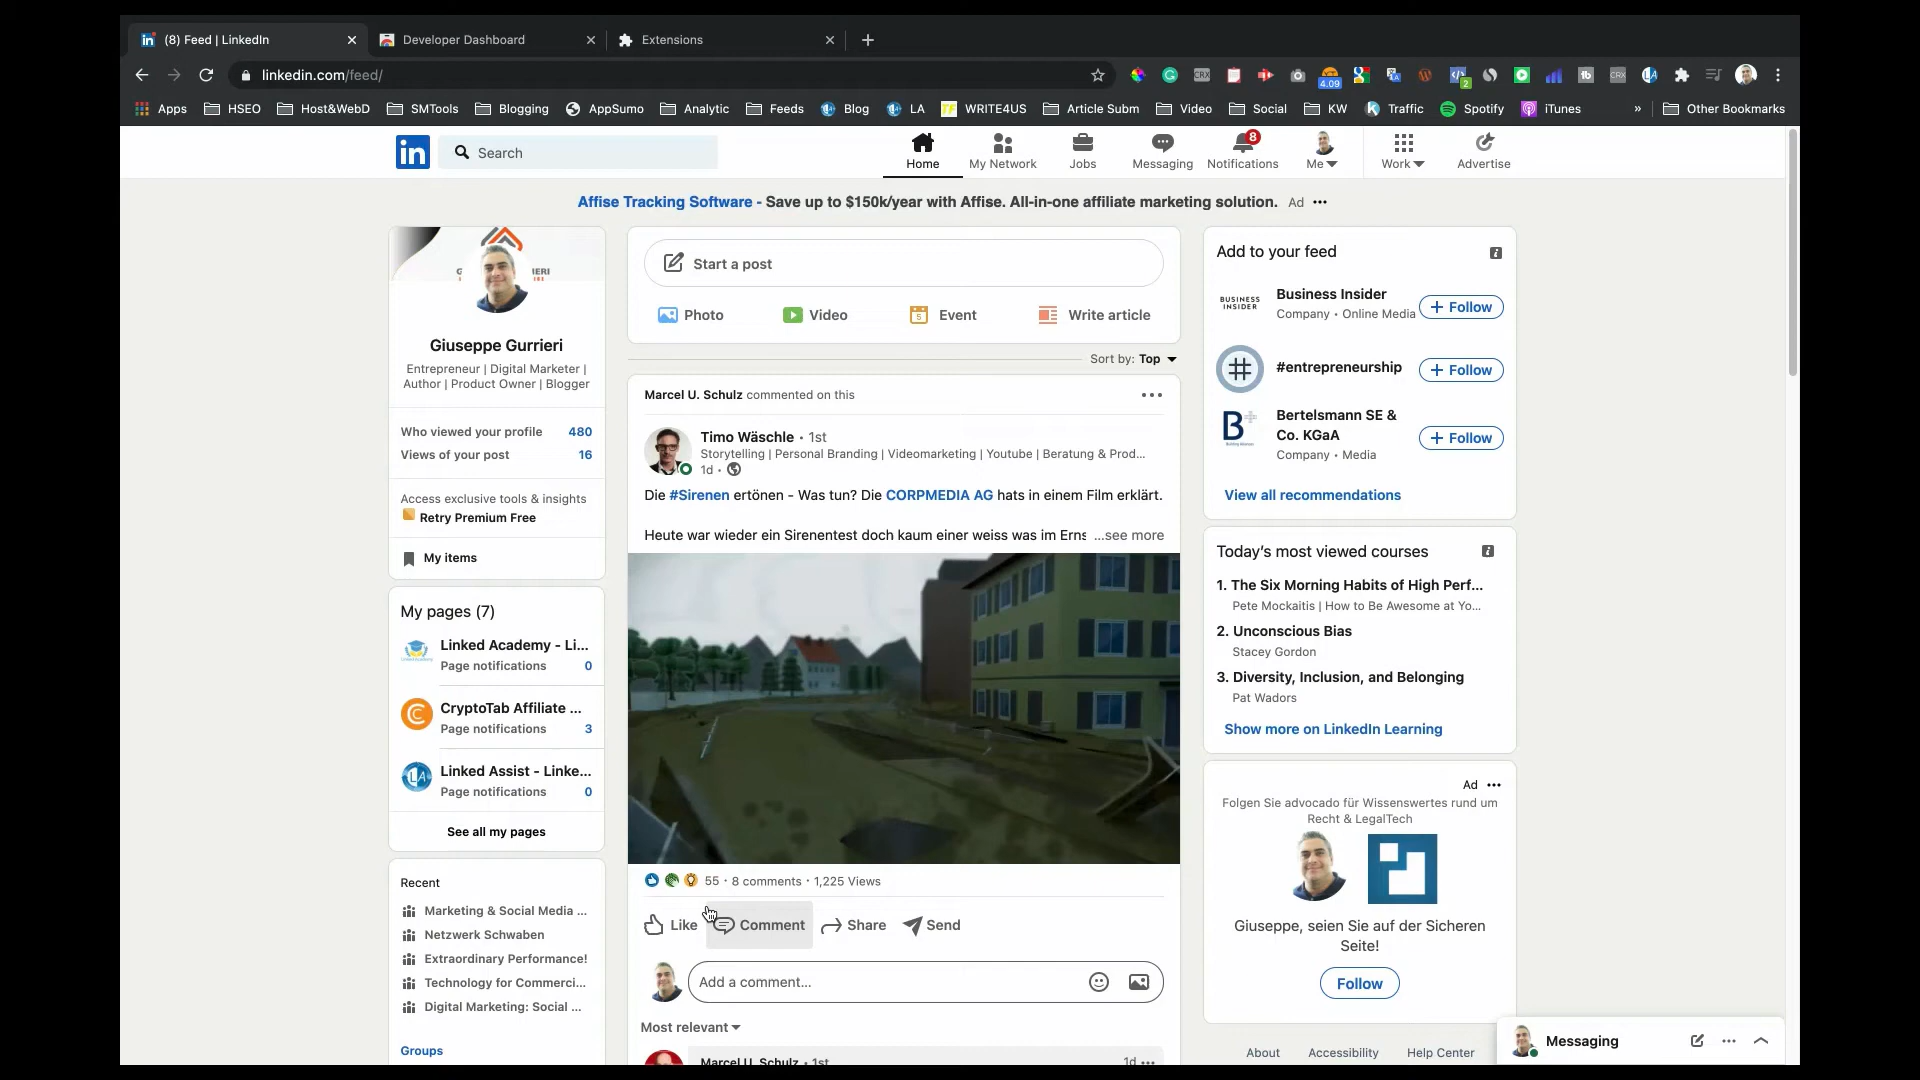 (8) Feed | LinkedIn
Developer Dashboard
Extensions
linkedin.com/feed/
4.09
2
Apps
HSEO
Host&WebD
SMTools
Blogging
AppSumo
Analytic
Feeds
Blog
LA
WRITE4US
Article Subm
Video
Social
KW
Traffic
Spotify
iTunes
»
Other Bookmarks
in
Search
Home
My Network
Jobs
Messaging
8
Notifications
Me
Work
Advertise
Affise Tracking Software - Save up to $150k/year with Affise. All-in-one affiliate marketing solution. Ad
Giuseppe Gurrieri
Entrepreneur | Digital Marketer |
Author | Product Owner | Blogger
Who viewed your profile 480
Views of your post 16
Access exclusive tools & insights
Retry Premium Free
My items
My pages (7)
Linked Academy - Li...
Page notifications 0
CryptoTab Affiliate ...
Page notifications 3
Linked Assist - Linke...
Page notifications 0
See all my pages
Recent
Marketing & Social Media ...
Netzwerk Schwaben
Extraordinary Performance!
Technology for Commerci...
Digital Marketing: Social ...
Groups
Start a post
Photo
Video
5
Event
Write article
Sort by: Top
Marcel U. Schulz commented on this
Timo Wäschle • 1st
Storytelling | Personal Branding | Videomarketing | Youtube | Beratung & Prod...
1d •
Die #Sirenen ertönen - Was tun? Die CORPMEDIA AG hats in einem Film erklärt.
Heute war wieder ein Sirenentest doch kaum einer weiss was im Erns ...see more
55 · 8 comments · 1,225 Views
Like
Comment
Share
Send
Add a comment...
Most relevant
Marcel U. Schulz • 1st
1d
Add to your feed
BUSINESS INSIDER
Business Insider
Company • Online Media
+ Follow
#entrepreneurship
+ Follow
Bertelsmann SE &
Co. KGaA
Company • Media
+ Follow
View all recommendations
Today's most viewed courses
1. The Six Morning Habits of High Perf...
Pete Mockaitis | How to Be Awesome at Yo...
2. Unconscious Bias
Stacey Gordon
3. Diversity, Inclusion, and Belonging
Pat Wadors
Show more on LinkedIn Learning
Ad
Folgen Sie advocado für Wissenswertes rund um
Recht & LegalTech
Giuseppe, seien Sie auf der Sicheren
Seite!
Follow
About
Accessibility
Help Center
Messaging